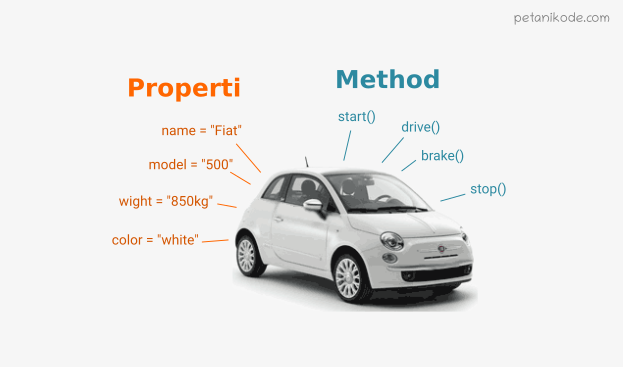 petanikode.com
Properti
Method
name = "Fiat"
model = "500"
wight = "850kg"
color = "white"
start()
drive()
brake()
stop()